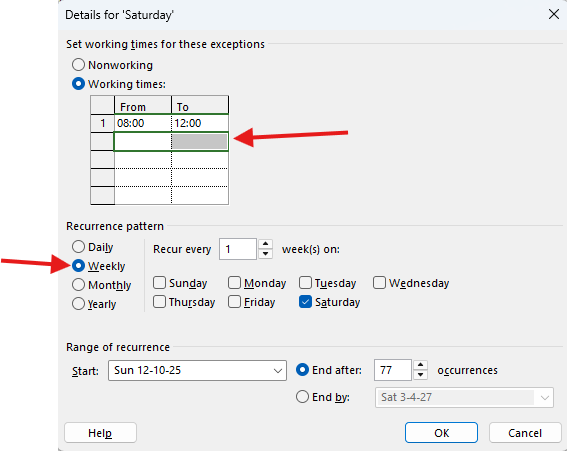 Details for 'Saturday'
Set working times for these exceptions
Nonworking
Working times:
From To
1 08:00 12:00
Recurrence pattern
Daily Recur every 1 week(s) on:
Weekly
Monthly Sunday Monday Tuesday Wednesday
Yearly Thursday Friday Saturday
Range of recurrence
Start: Sun 12-10-25 End after: 77 occurrences
End by: Sat 3-4-27
Help OK Cancel